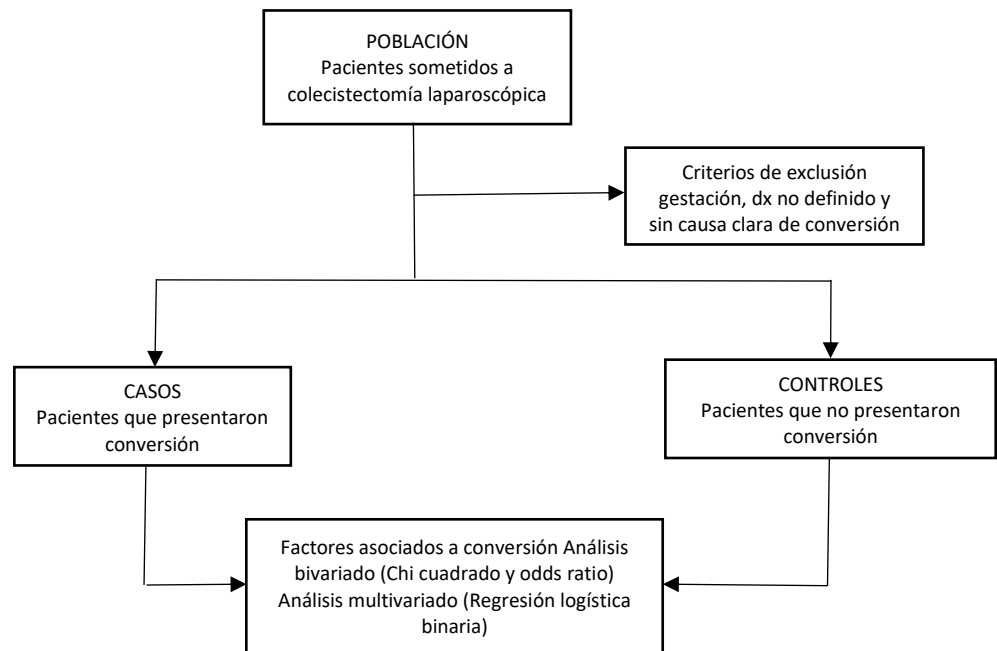 POBLACIÓN
Pacientes sometidos a
colecistectomía laparoscópica
Criterios de exclusión
gestación, dx no definido y
sin causa clara de conversión
CASOS
Pacientes que presentaron
conversión
CONTROLES
Pacientes que no presentaron
conversión
Factores asociados a conversión Análisis
bivariado (Chi cuadrado y odds ratio)
Análisis multivariado (Regresión logística
binaria)